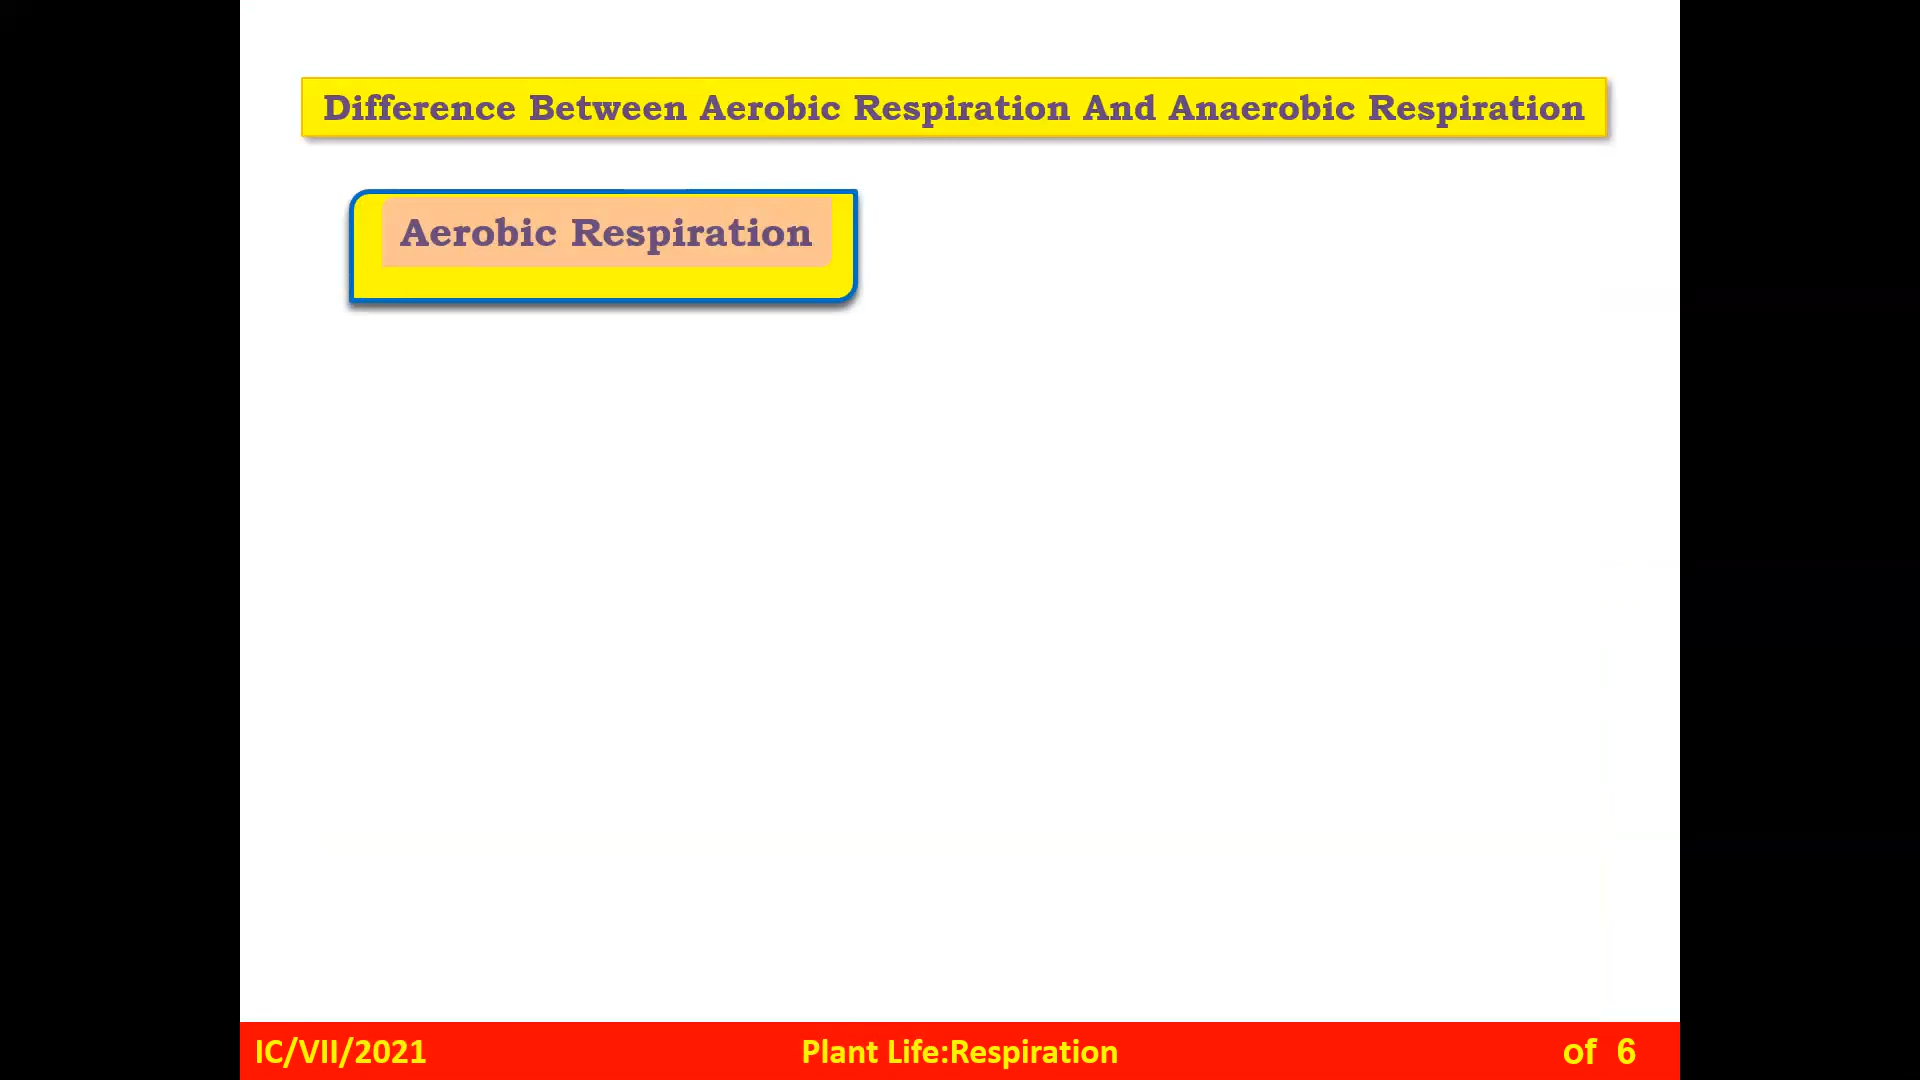 Difference Between Aerobic Respiration And Anaerobic Respiration
Aerobic Respiration
IC/VII/2021
Plant Life:Respiration
of 6